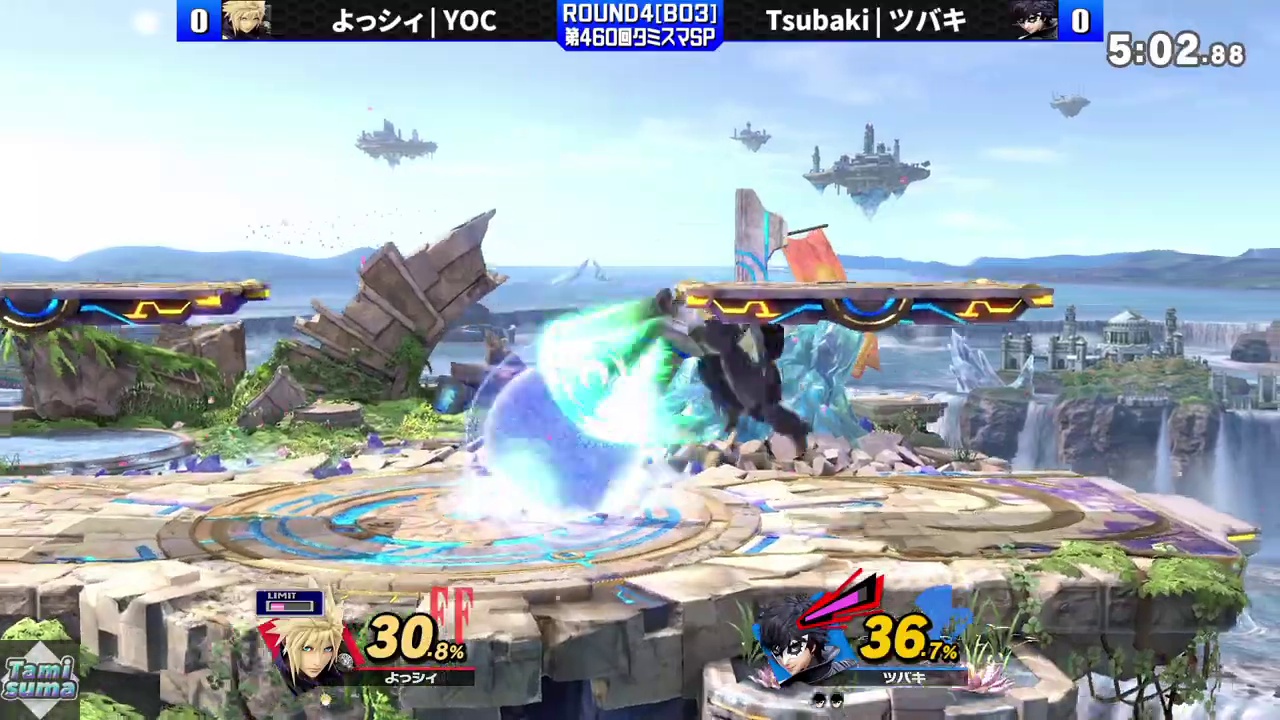 0
よっシィ | YOC
ROUND4[BO3]
第460回タミスマSP
Tsubaki | ツバキ
0
5:02.88
LIMIT
30.8%
よっシィ
36.7%
ツバキ
Tami
suma